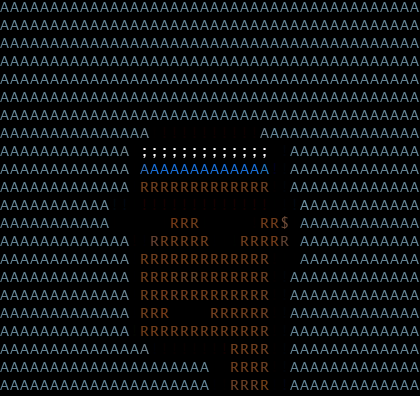 AAAAAAAAAAAAAAAAAAAAAAAAAAAAAAAAAAAAAAAAAA
AAAAAAAAAAAAAAAAAAAAAAAAAAAAAAAAAAAAAAAAAA
AAAAAAAAAAAAAAAAAAAAAAAAAAAAAAAAAAAAAAAAAA
AAAAAAAAAAAAAAAAAAAAAAAAAAAAAAAAAAAAAAAAAA
AAAAAAAAAAAAAAAAAAAAAAAAAAAAAAAAAAAAAAAAAA
AAAAAAAAAAAAAAAAAAAAAAAAAAAAAAAAAAAAAAAAAA
AAAAAAAAAAAAAAAAAAAAAAAAAAAAAAAAAAAAAAAAAA
AAAAAAAAAAAAAAA           AAAAAAAAAAAAAAAA
AAAAAAAAAAAAA ;;;;;;;;;;;;;  AAAAAAAAAAAAA
AAAAAAAAAAAAA AAAAAAAAAAAAA  AAAAAAAAAAAAA
AAAAAAAAAAAAA RRRRRRRRRRRRR  AAAAAAAAAAAAA
AAAAAAAAAAA                   AAAAAAAAAAAA
AAAAAAAAAAA      RRR      RR$ AAAAAAAAAAAA
AAAAAAAAAAAAA  RRRRRR   RRRRR AAAAAAAAAAAA
AAAAAAAAAAAAA RRRRRRRRRRRRR   AAAAAAAAAAAA
AAAAAAAAAAAAA RRRRRRRRRRRRR  AAAAAAAAAAAAA
AAAAAAAAAAAAA RRRRRRRRRRRRR  AAAAAAAAAAAAA
AAAAAAAAAAAAA RRR    RRRRRR  AAAAAAAAAAAAA
AAAAAAAAAAAAA RRRRRRRRRRRRR  AAAAAAAAAAAAA
AAAAAAAAAAAAAAA        RRRR  AAAAAAAAAAAAA
AAAAAAAAAAAAAAAAAAAAA  RRRR  AAAAAAAAAAAAA
AAAAAAAAAAAAAAAAAAAAA  RRRR  AAAAAAAAAAAAA